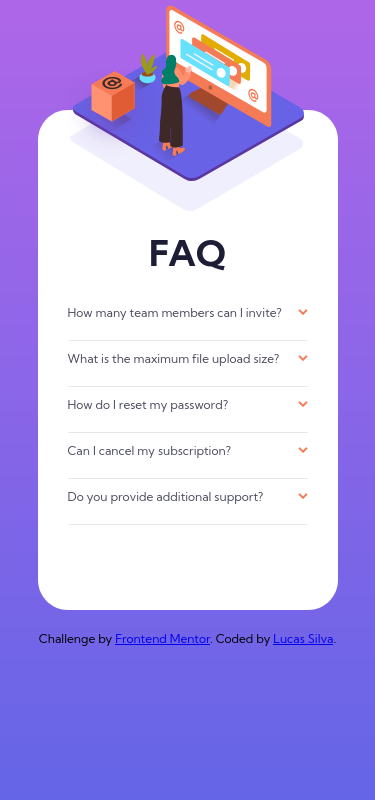 @
@
@
FAQ
How many team members can I invite?
What is the maximum file upload size?
How do I reset my password?
Can I cancel my subscription?
Do you provide additional support?
Challenge by Frontend Mentor. Coded by Lucas Silva.